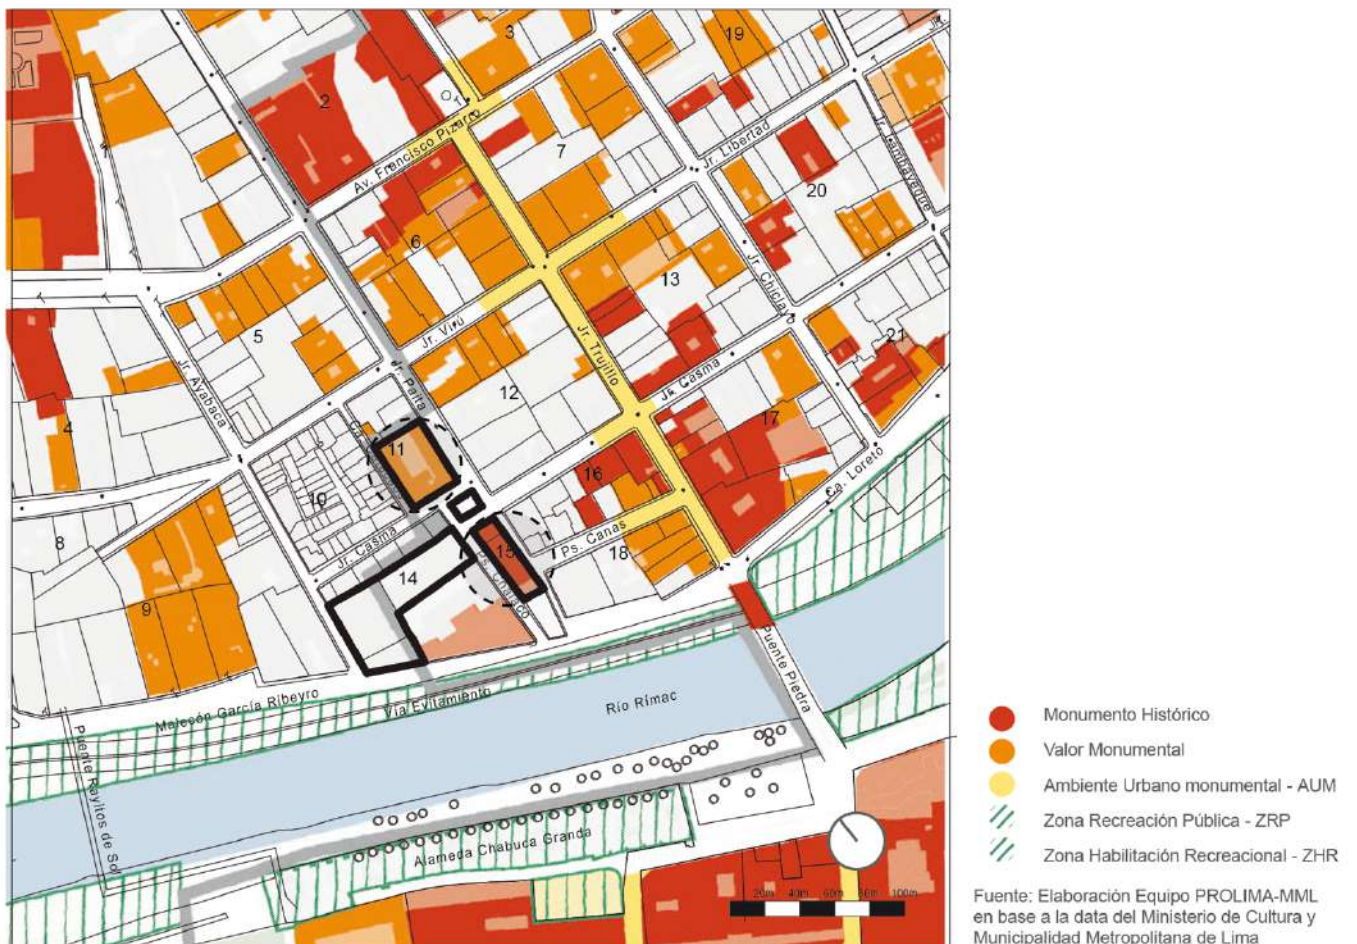 3
19
2
Av. Francisco Pizarro
7
Jr. Libertad
Jr. Lambayeque
20
6
13
Jr. Chiclayo
5
Jr. Virú
Jr. Trujillo
Jr. Paita
21
Jr. Ayabaca
12
Jr. Casma
17
4
11
16
Ca. Loreto
10
8
Jr. Casma
15
Ps. Canas
18
14
Ps. Chalaco
9
Puente Piedra
Malecón García Ribeyro
Vía Evitamiento
Río Rímac
Puente Rayitos de Sol
Alameda Chabuca Granda
20m 40m 60m 80m 100m
Monumento Histórico
Valor Monumental
Ambiente Urbano monumental - AUM
Zona Recreación Pública - ZRP
Zona Habilitación Recreacional - ZHR
Fuente: Elaboración Equipo PROLIMA-MML
en base a la data del Ministerio de Cultura y
Municipalidad Metropolitana de Lima